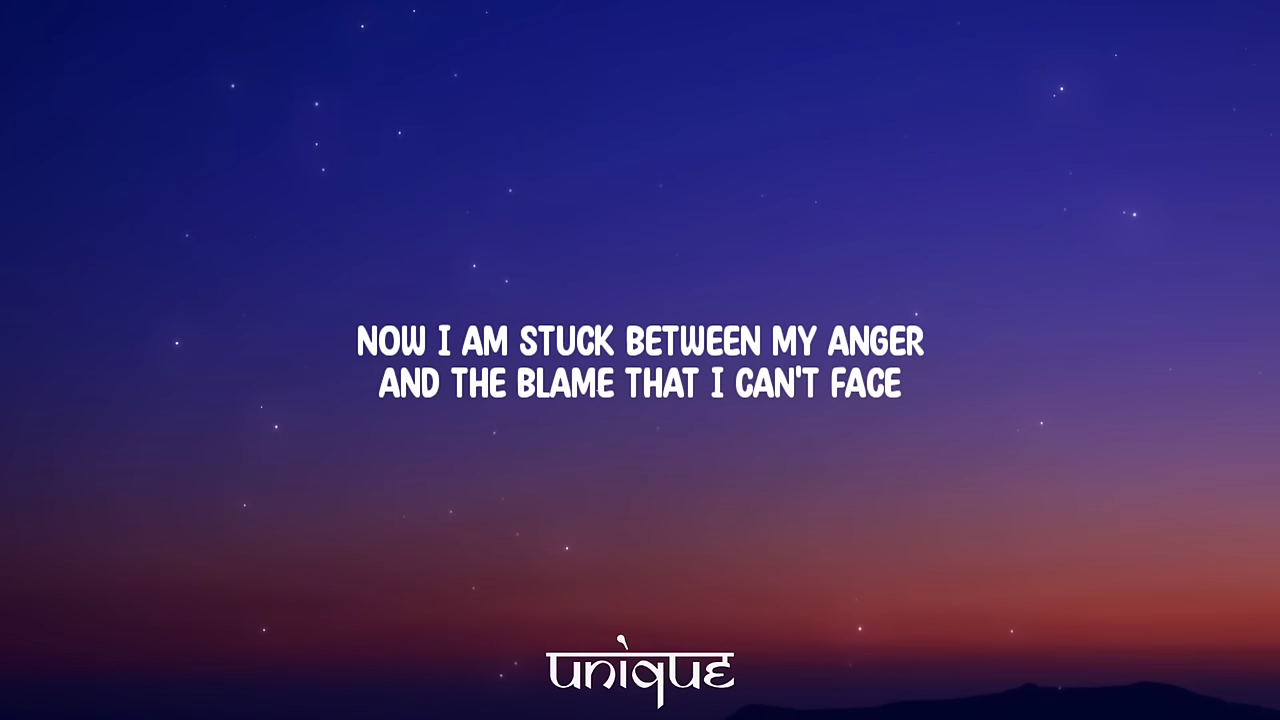 NOW I AM STUCK BETWEEN MY ANGER
AND THE BLAME THAT I CAN'T FACE
unique